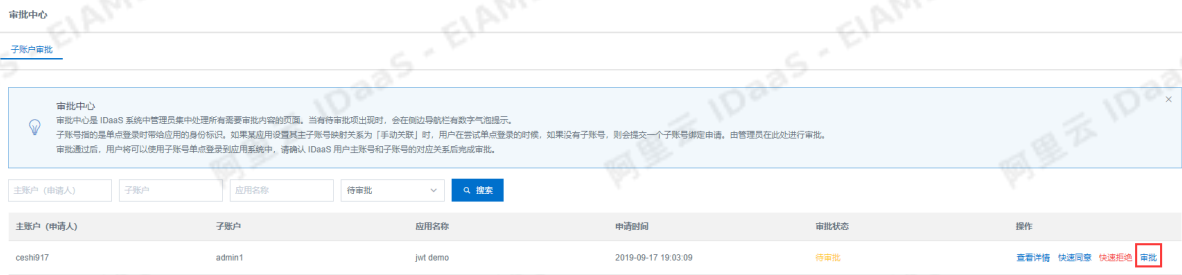 审批中心
子账户审批
审批中心
审批中心是 IDaaS 系统中管理员集中处理所有需要审批内容的页面。当有待审批项出现时，会在侧边导航栏有数字气泡提示。
子账号指的是单点登录时带给应用的身份标识。如果某应用设置其主子账号映射关系为「手动关联」时，用户在尝试单点登录的时候，如果没有子账号，则会提交一个子账号绑定申请。由管理员在此处进行审批。
审批通过后，用户将可以使用子账号单点登录到应用系统中，请确认 IDaaS 用户主账号和子账号的对应关系后完成审批。
主账户（申请人） 子账户 应用名称 待审批 搜索
主账户（申请人） 子账户 应用名称 申请时间 审批状态 操作
ceshi917 admin1 jwt demo 2019-09-17 19:03:09 待审批 查看详情 快速同意 快速拒绝 审批
阿里云 IDaaS - EIAM
阿里云 IDaaS - EIAM